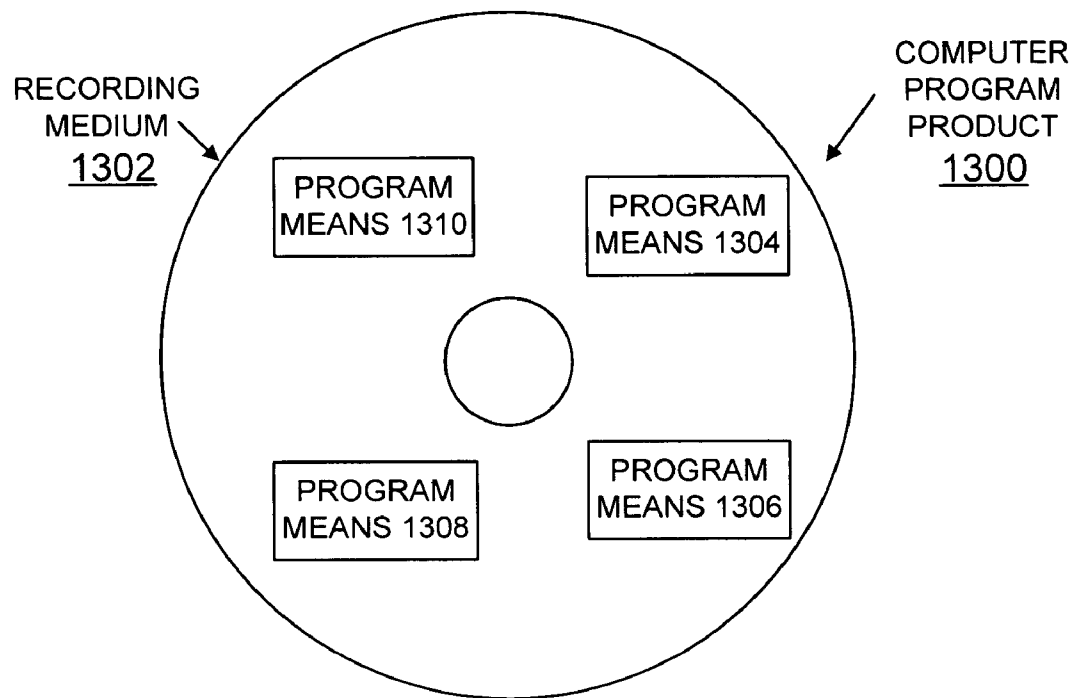 RECORDING
MEDIUM
1302
COMPUTER
PROGRAM
PRODUCT
1300
PROGRAM
MEANS 1310
PROGRAM
MEANS 1304
PROGRAM
MEANS 1308
PROGRAM
MEANS 1306